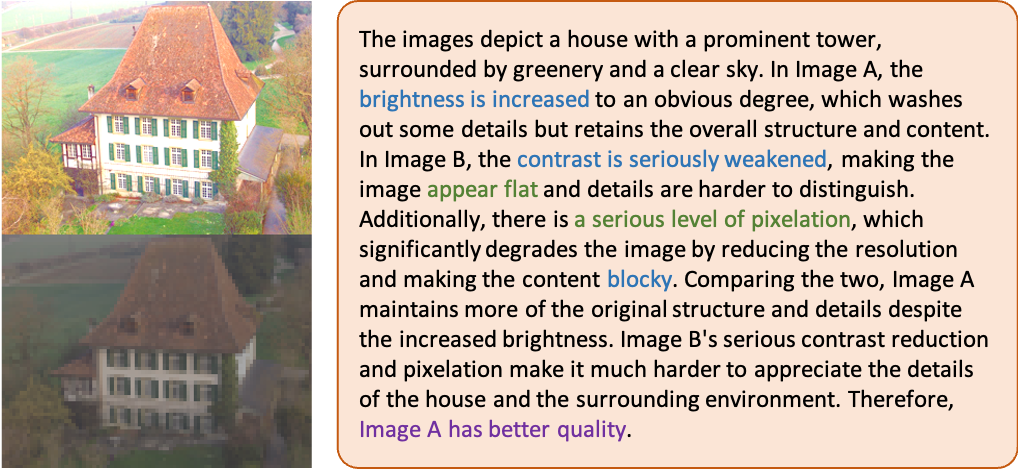 The images depict a house with a prominent tower,
surrounded by greenery and a clear sky. In Image A, the
brightness is increased to an obvious degree, which washes
out some details but retains the overall structure and content.
In Image B, the contrast is seriously weakened, making the
image appear flat and details are harder to distinguish.
Additionally, there is a serious level of pixelation, which
significantly degrades the image by reducing the resolution
and making the content blocky. Comparing the two, Image A
maintains more of the original structure and details despite
the increased brightness. Image B's serious contrast reduction
and pixelation make it much harder to appreciate the details
of the house and the surrounding environment. Therefore,
Image A has better quality.